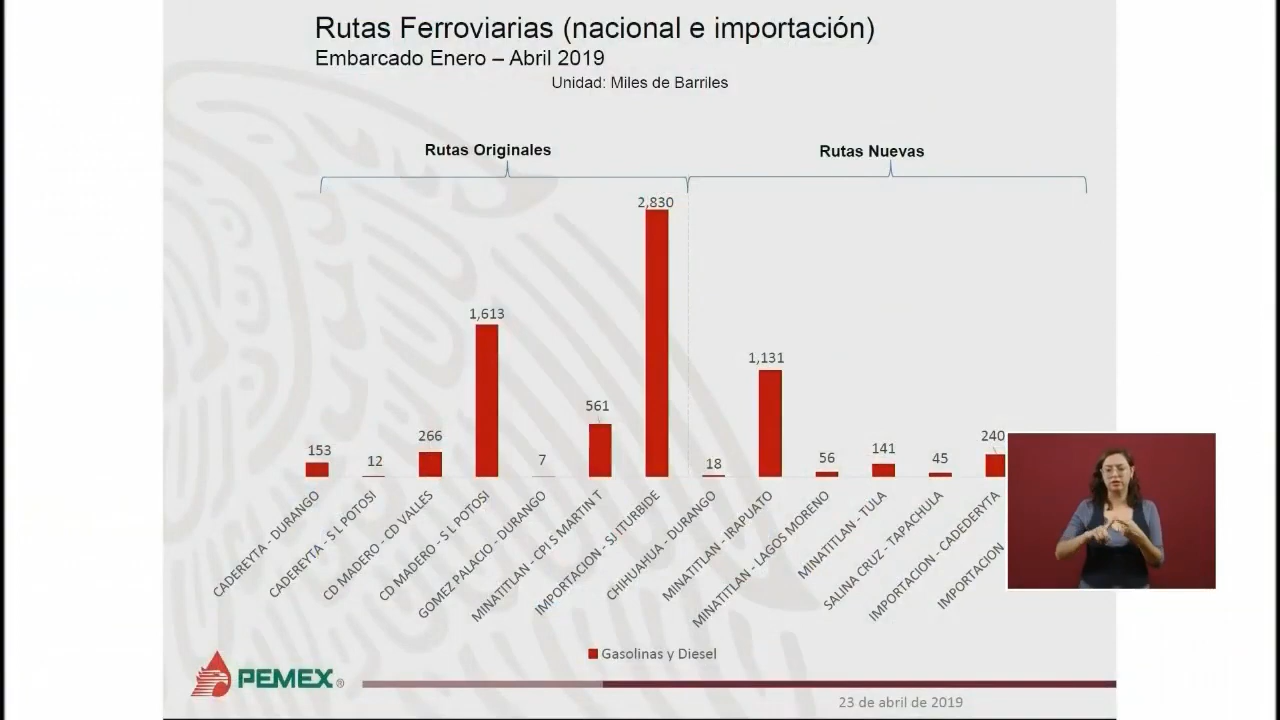 Rutas Ferroviarias (nacional e importación)
Embarcado Enero – Abril 2019
Unidad: Miles de Barriles
Rutas Originales
Rutas Nuevas
153
12
266
1,613
7
561
2,830
18
1,131
56
141
45
240
CADEREYTA - DURANGO
CADEREYTA - S L POTOSI
CD MADERO - CD VALLES
CD MADERO - S L POTOSI
GOMEZ PALACIO - DURANGO
MINATITLAN - CPI S MARTIN T
IMPORTACION - SJ ITURBIDE
CHIHUAHUA - DURANGO
MINATITLAN - IRAPUATO
MINATITLAN - LAGOS MORENO
MINATITLAN - TULA
SALINA CRUZ - TAPACHULA
IMPORTACION - CADEDERYTA
IMPORTACION
Gasolinas y Diesel
PEMEX®
23 de abril de 2019